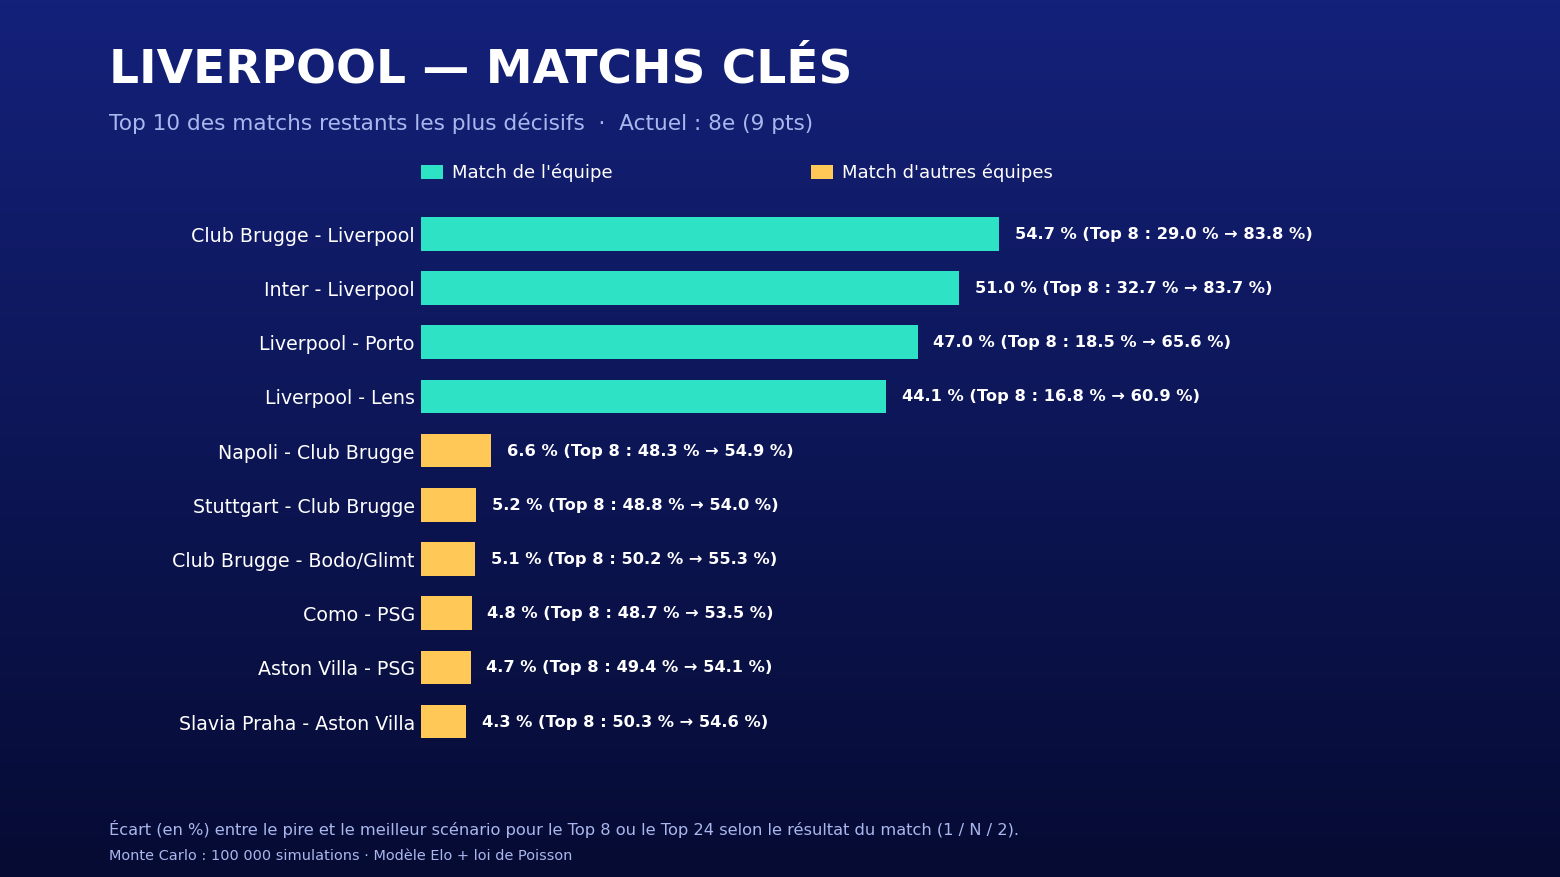 LIVERPOOL — MATCHS CLÉS
Top 10 des matchs restants les plus décisifs · Actuel : 8e (9 pts)
Match de l'équipe Match d'autres équipes
Club Brugge - Liverpool 54.7 % (Top 8 : 29.0 % → 83.8 %)
Inter - Liverpool 51.0 % (Top 8 : 32.7 % → 83.7 %)
Liverpool - Porto 47.0 % (Top 8 : 18.5 % → 65.6 %)
Liverpool - Lens 44.1 % (Top 8 : 16.8 % → 60.9 %)
Napoli - Club Brugge 6.6 % (Top 8 : 48.3 % → 54.9 %)
Stuttgart - Club Brugge 5.2 % (Top 8 : 48.8 % → 54.0 %)
Club Brugge - Bodo/Glimt 5.1 % (Top 8 : 50.2 % → 55.3 %)
Como - PSG 4.8 % (Top 8 : 48.7 % → 53.5 %)
Aston Villa - PSG 4.7 % (Top 8 : 49.4 % → 54.1 %)
Slavia Praha - Aston Villa 4.3 % (Top 8 : 50.3 % → 54.6 %)
Écart (en %) entre le pire et le meilleur scénario pour le Top 8 ou le Top 24 selon le résultat du match (1 / N / 2).
Monte Carlo : 100 000 simulations · Modèle Elo + loi de Poisson